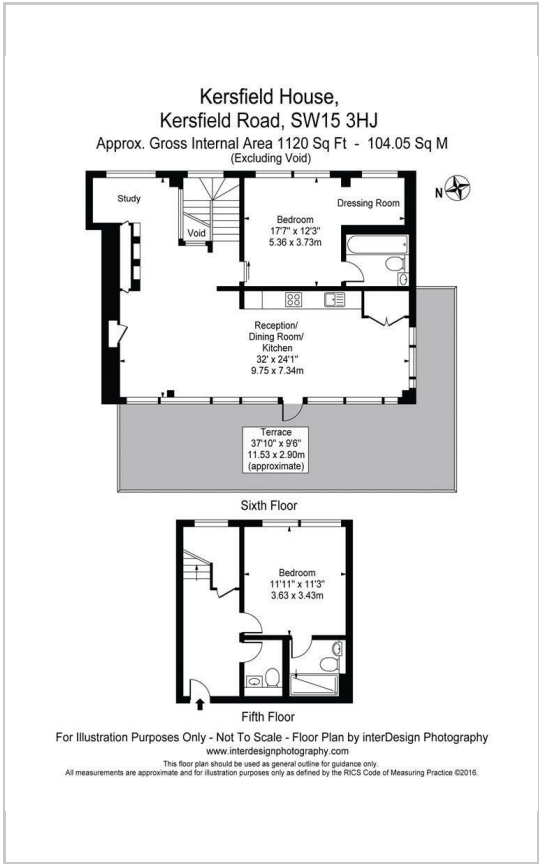 Kersfield House,
Kersfield Road, SW15 3HJ
Approx. Gross Internal Area 1120 Sq Ft - 104.05 Sq M
(Excluding Void)
N
Study
Void
Bedroom
17'7" x 12'3"
5.36 x 3.73m
Dressing Room
Reception/
Dining Room/
Kitchen
32' x 24'1"
9.75 x 7.34m
Terrace
37'10" x 9'6"
11.53 x 2.90m
(approximate)
Sixth Floor
Bedroom
11'11" x 11'3"
3.63 x 3.43m
Fifth Floor
For Illustration Purposes Only - Not To Scale - Floor Plan by interDesign Photography
www.interdesignphotography.com
This floor plan should be used as general outline for guidance only.
All measurements are approximate and for illustration purposes only as defined by the RICS Code of Measuring Practice ©2016.